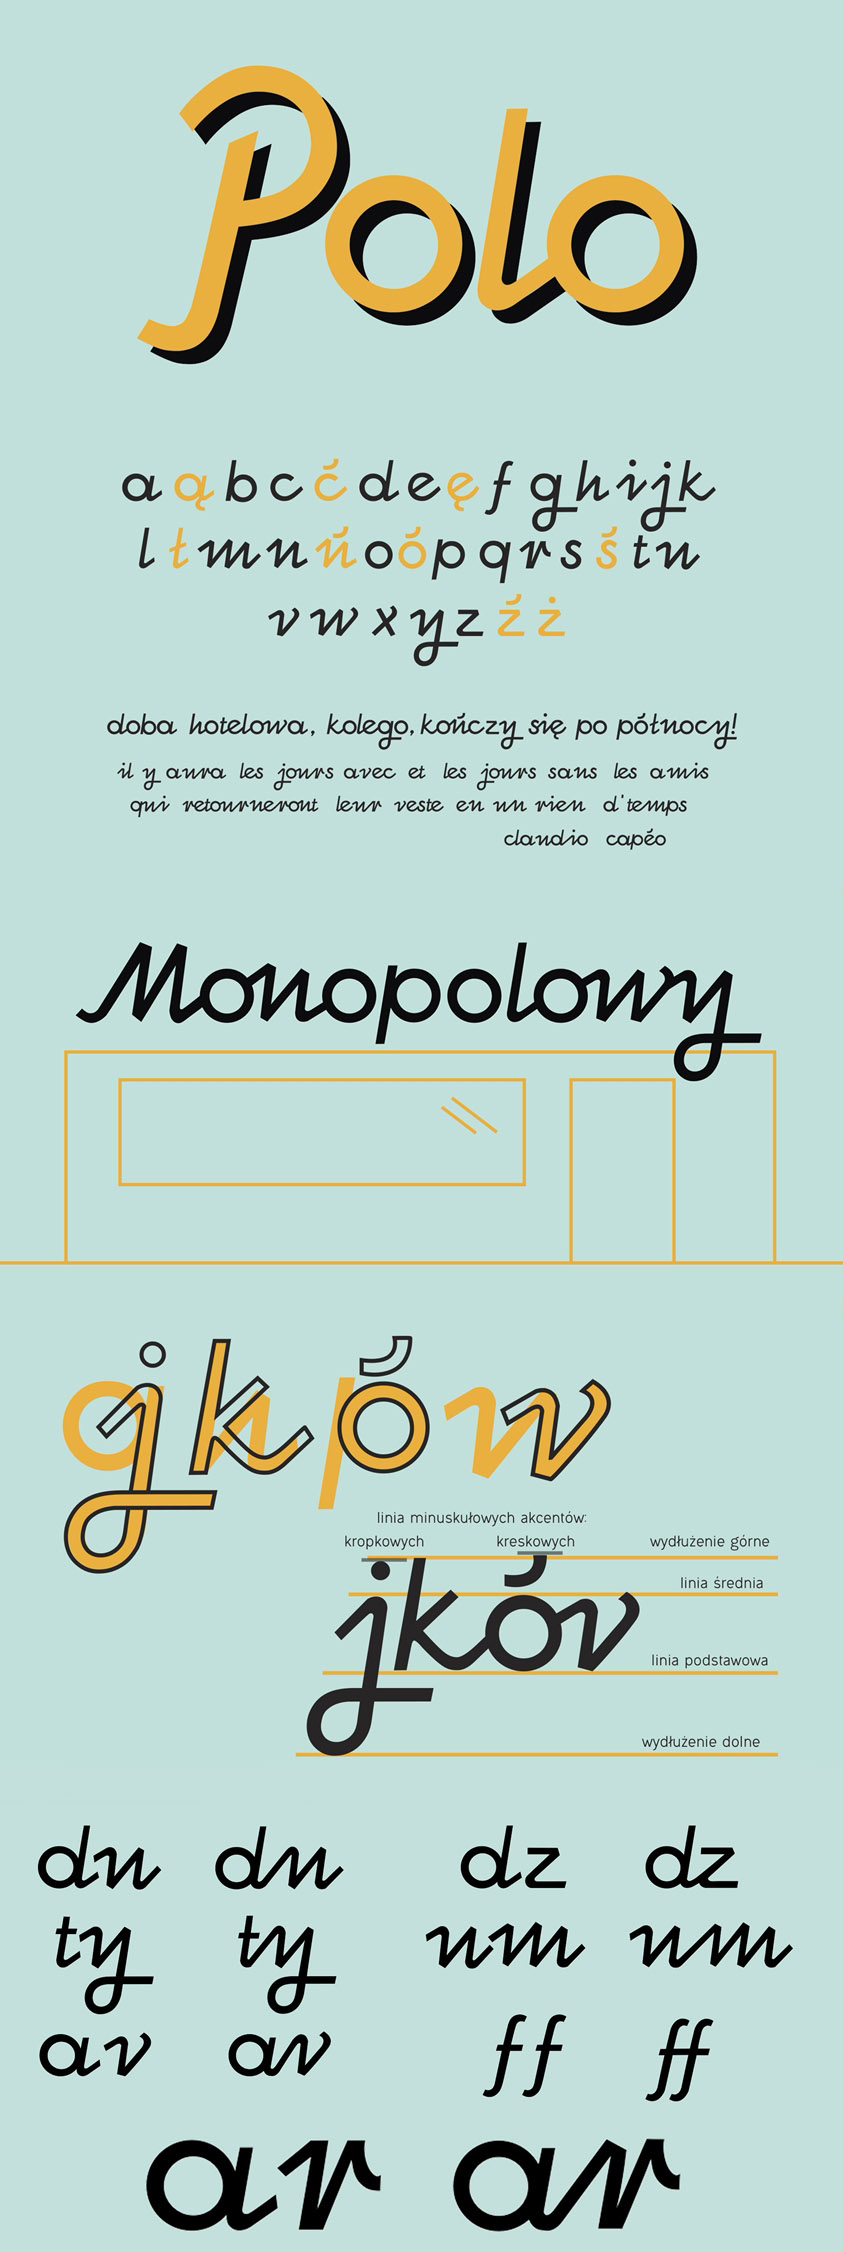 Polo
a ą b c ć d e ę f g h i j k
l ł m n ń o ó p q r s ś t u
v w x y z ź ż
doba hotelowa, kolego, kończy się po północy!
il y aura les jours avec et les jours sans les amis
qui retourneront leur veste en un rien d'temps
claudio capéo
Monopolowy
jkóv
linia minuskułowych akcentów:
kropkowych kreskowych wydłużenie górne
linia średnia
jkóv
linia podstawowa
wydłużenie dolne
du du dz dz
ty ty um um
av av ff ff
ar ar